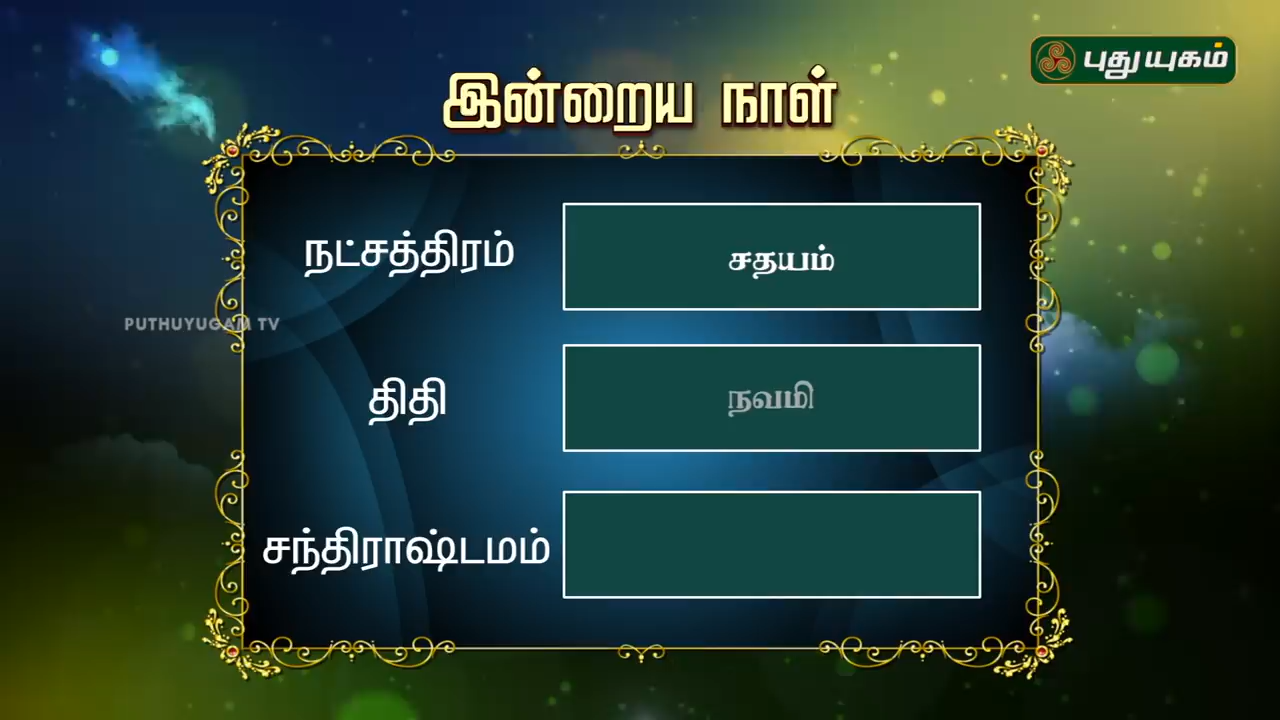 புதுயுகம்
இன்றைய நாள்
நட்சத்திரம் சதயம்
PUTHUYUGAM TV
திதி நவமி
சந்திராஷ்டமம்